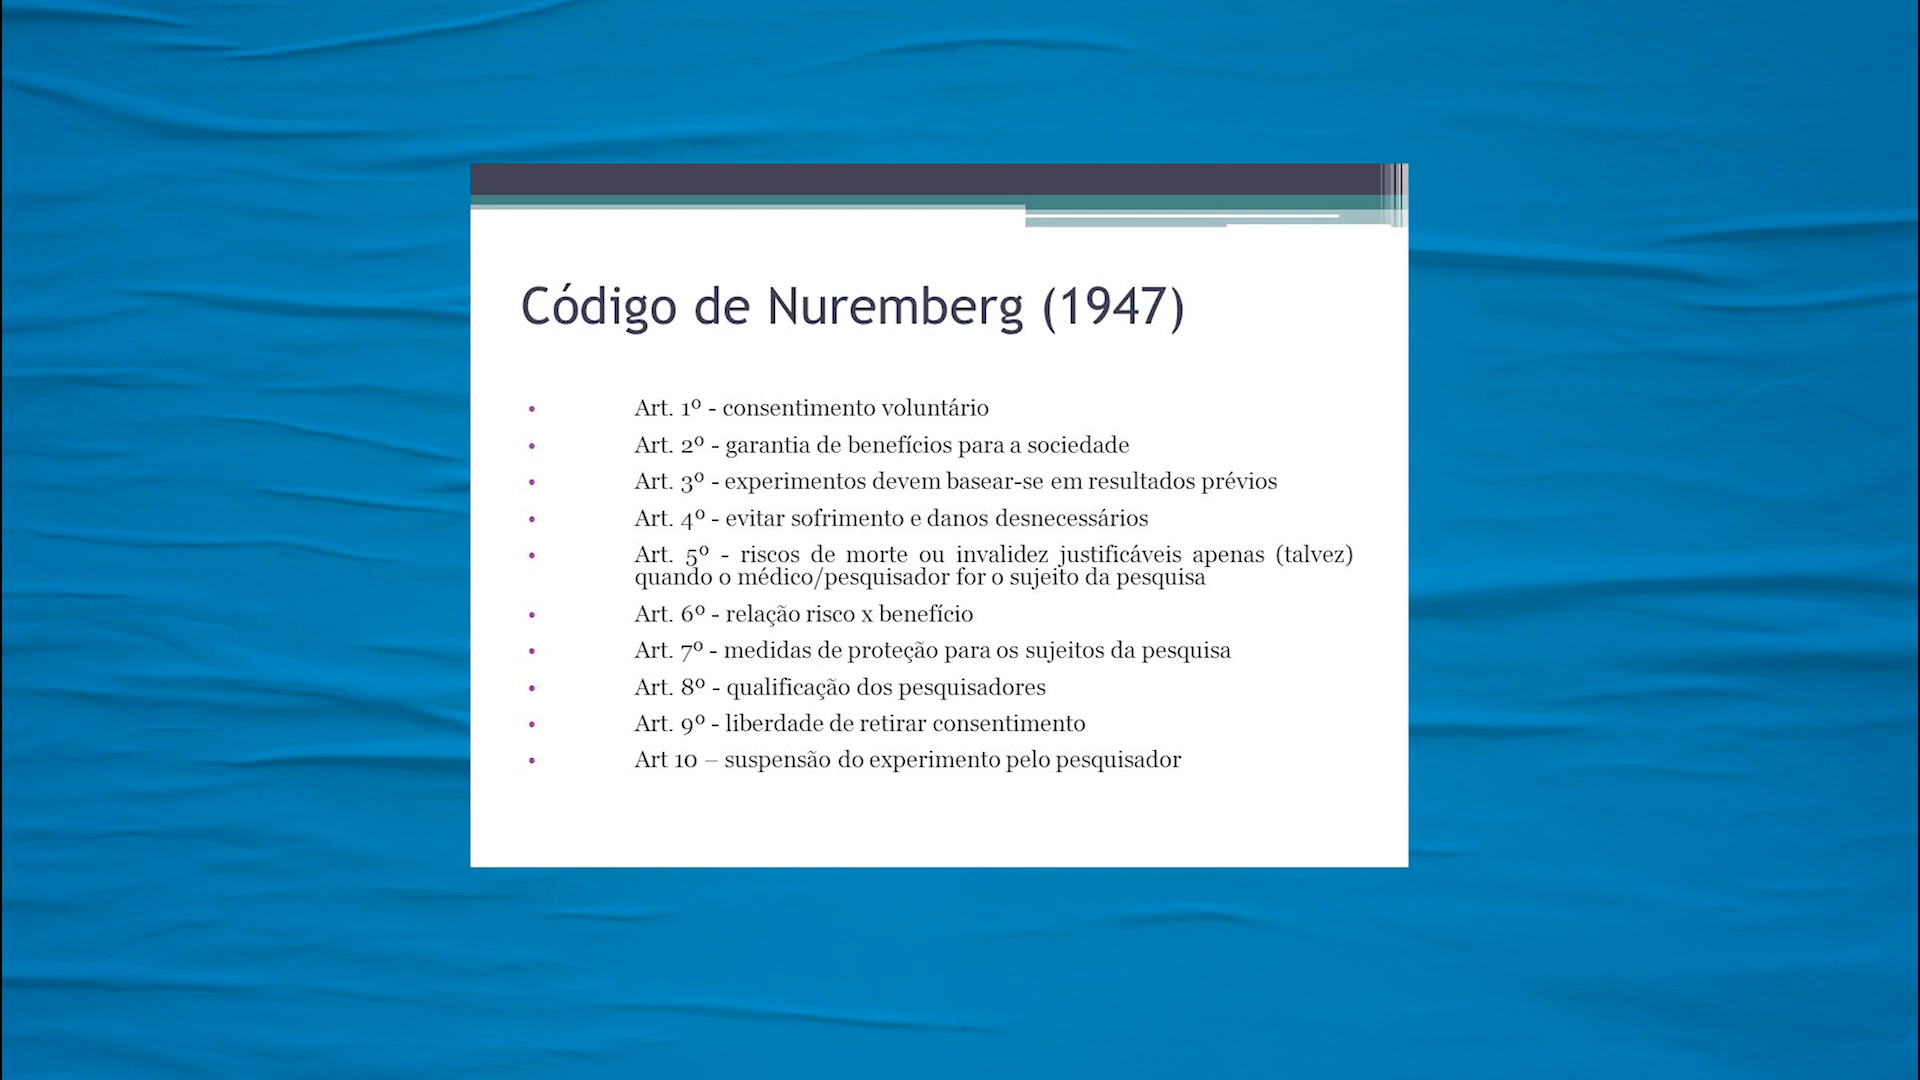 Código de Nuremberg (1947)
• Art. 1º - consentimento voluntário
• Art. 2º - garantia de benefícios para a sociedade
• Art. 3º - experimentos devem basear-se em resultados prévios
• Art. 4º - evitar sofrimento e danos desnecessários
• Art. 5º - riscos de morte ou invalidez justificáveis apenas (talvez)
quando o médico/pesquisador for o sujeito da pesquisa
• Art. 6º - relação risco x benefício
• Art. 7º - medidas de proteção para os sujeitos da pesquisa
• Art. 8º - qualificação dos pesquisadores
• Art. 9º - liberdade de retirar consentimento
• Art 10 – suspensão do experimento pelo pesquisador